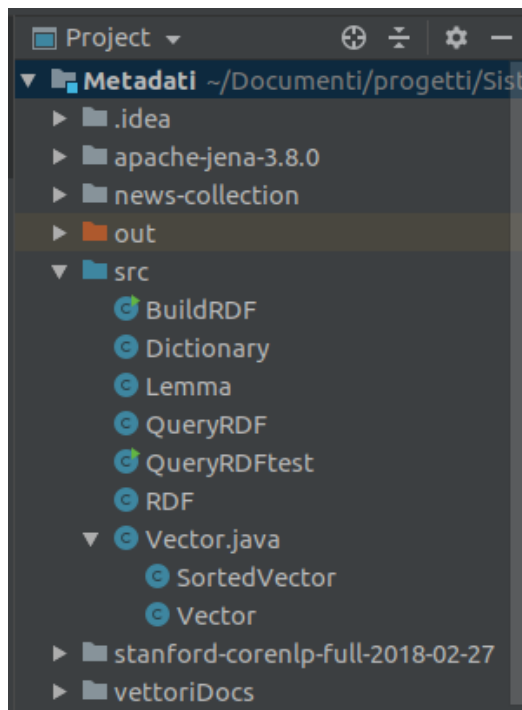 Project
Metadati ~/Documenti/progetti/Sist
.idea
apache-jena-3.8.0
news-collection
out
src
BuildRDF
Dictionary
Lemma
QueryRDF
QueryRDFtest
RDF
Vector.java
SortedVector
Vector
stanford-corenlp-full-2018-02-27
vettoriDocs